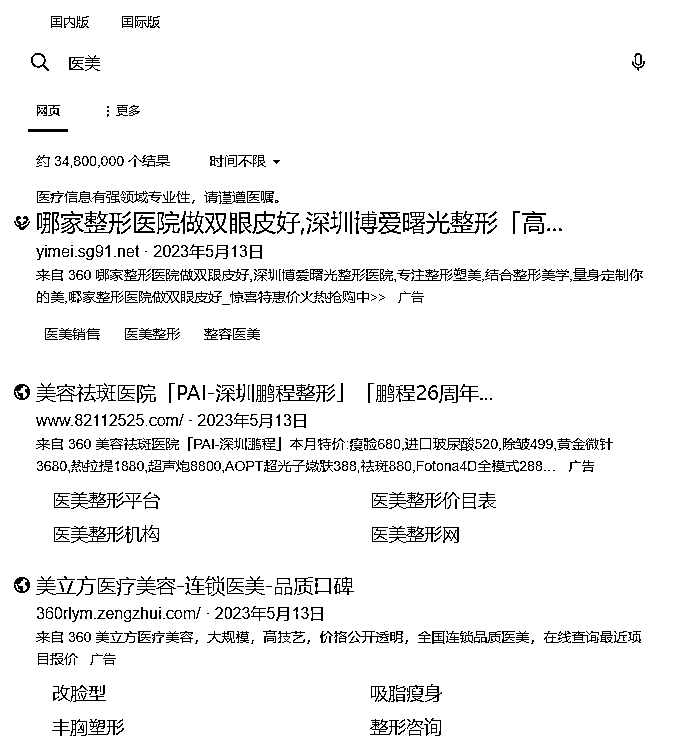 国内版 国际版
医美
网页 更多
约 34,800,000 个结果 时间不限
医疗信息有强领域专业性，请谨遵医嘱。
哪家整形医院做双眼皮好,深圳博爱曙光整形「高...
yimei.sg91.net · 2023年5月13日
来自 360 哪家整形医院做双眼皮好,深圳博爱曙光整形医院,专注整形塑美,结合整形美学,量身定制你
的美,哪家整形医院做双眼皮好_惊喜特惠价火热抢购中>> 广告
医美销售 医美整形 整容医美
美容祛斑医院「PAI-深圳鹏程整形」「鹏程26周年...
www.82112525.com/ · 2023年5月13日
来自 360 美容祛斑医院「PAI-深圳鹏程」本月特价:瘦脸680,进口玻尿酸520,除皱499,黄金微针
3680,热拉提1880,超声炮8800,AOPT超光子嫩肤388,祛斑880,Fotona4D全模式288... 广告
医美整形平台 医美整形价目表
医美整形机构 医美整形网
美立方医疗美容-连锁医美-品质口碑
360rlym.zengzhui.com/ · 2023年5月13日
来自 360 美立方医疗美容，大规模，高技艺，价格公开透明，全国连锁品质医美，在线查询最近项
目报价 广告
改脸型 吸脂瘦身
丰胸塑形 整形咨询